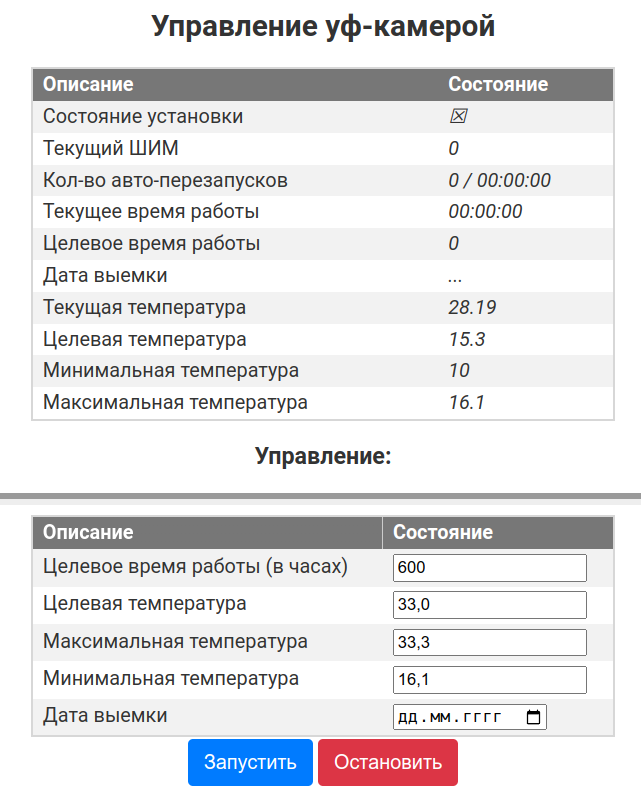 Управление уф-камерой
Описание Состояние
Состояние установки ☒
Текущий ШИМ 0
Кол-во авто-перезапусков 0 / 00:00:00
Текущее время работы 00:00:00
Целевое время работы 0
Дата выемки ...
Текущая температура 28.19
Целевая температура 15.3
Минимальная температура 10
Максимальная температура 16.1
Управление:
Описание Состояние
Целевое время работы (в часах) 600
Целевая температура 33,0
Максимальная температура 33,3
Минимальная температура 16,1
Дата выемки дд.мм.гггг
Запустить Остановить